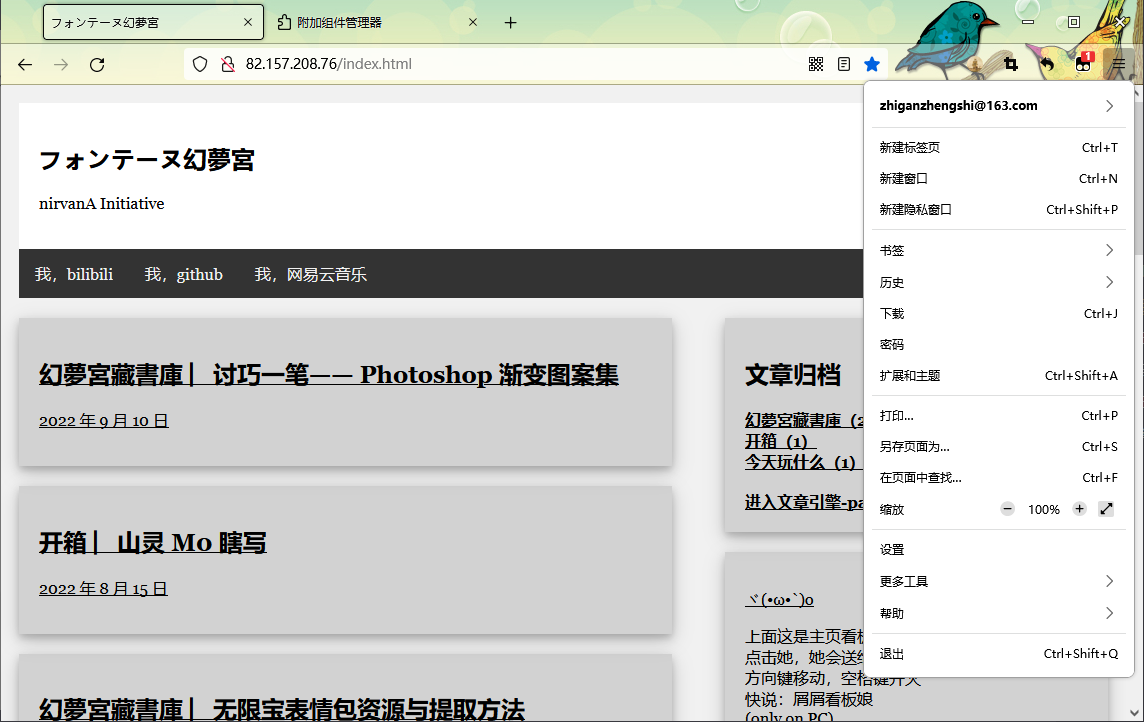 フォンテーヌ幻夢宮
附加组件管理器
82.157.208.76/index.html
1
フォンテーヌ幻夢宮
nirvanA Initiative
我，bilibili
我，github
我，网易云音乐
幻夢宮藏書庫│ 讨巧一笔—— Photoshop 渐变图案集
2022 年 9 月 10 日
开箱│ 山灵 Mo 瞎写
2022 年 8 月 15 日
幻夢宮藏書庫│ 无限宝表情包资源与提取方法
文章归档
幻夢宮藏書庫（2
开箱（1）
今天玩什么（1）
进入文章引擎-pa
ヾ(•ω•`)o
上面这是主页看板
点击她，她会送给
方向键移动，空格键开火
快说：屑屑看板娘
(only on PC)
zhiganzhengshi@163.com
新建标签页 Ctrl+T
新建窗口 Ctrl+N
新建隐私窗口 Ctrl+Shift+P
书签
历史
下载 Ctrl+J
密码
扩展和主题 Ctrl+Shift+A
打印... Ctrl+P
另存页面为... Ctrl+S
在页面中查找... Ctrl+F
缩放 100%
设置
更多工具
帮助
退出 Ctrl+Shift+Q